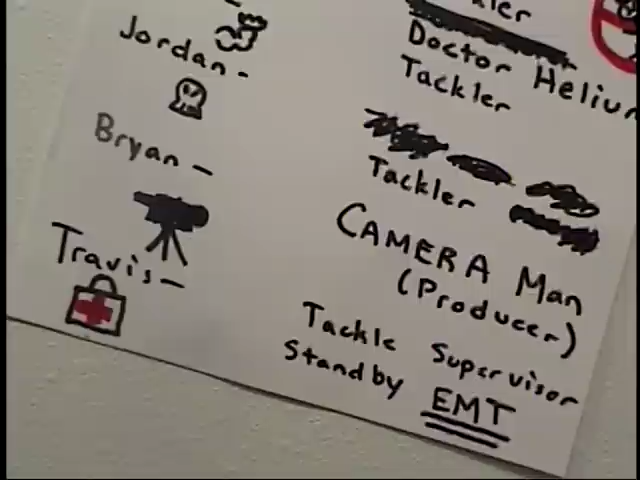 Jordan -
Doctor Helium
Tackler
Bryan -
Tackler
CAMERA Man
(Producer)
Travis -
Tackle Supervisor
Standby EMT